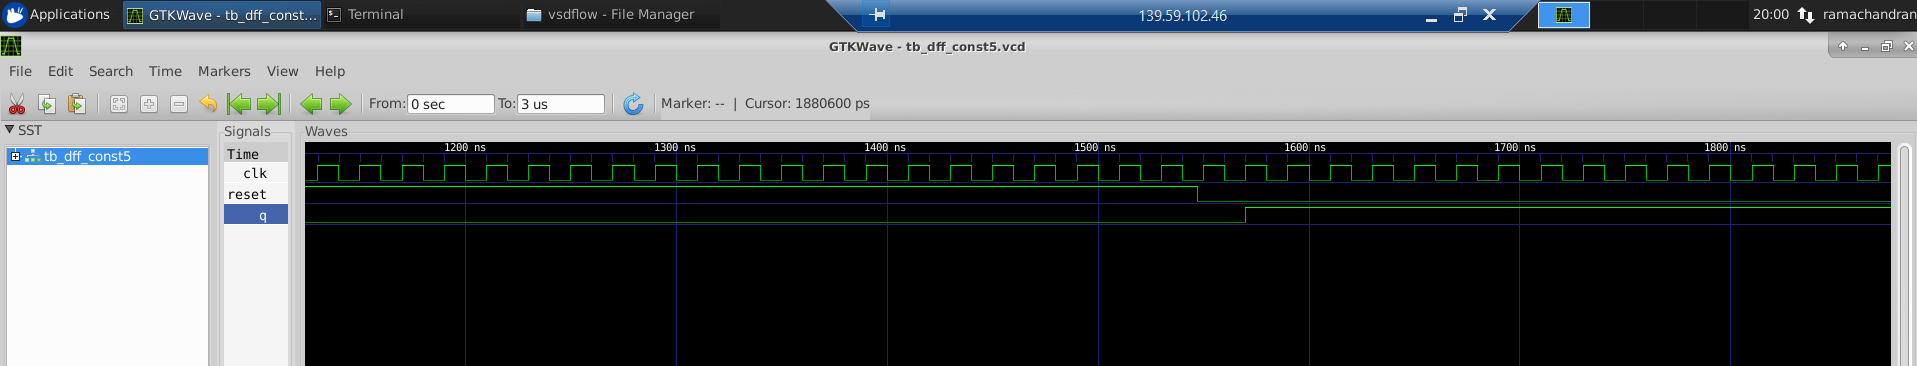 Applications GTKWave - tb_dff_const... Terminal vsdflow - File Manager 139.59.102.46 20:00 ramachandran
GTKWave - tb_dff_const5.vcd
File Edit Search Time Markers View Help
From: 0 sec To: 3 us Marker: -- | Cursor: 1880600 ps
SST Signals Waves
tb_dff_const5
Time 1200 ns 1300 ns 1400 ns 1500 ns 1600 ns 1700 ns 1800 ns
clk
reset
q